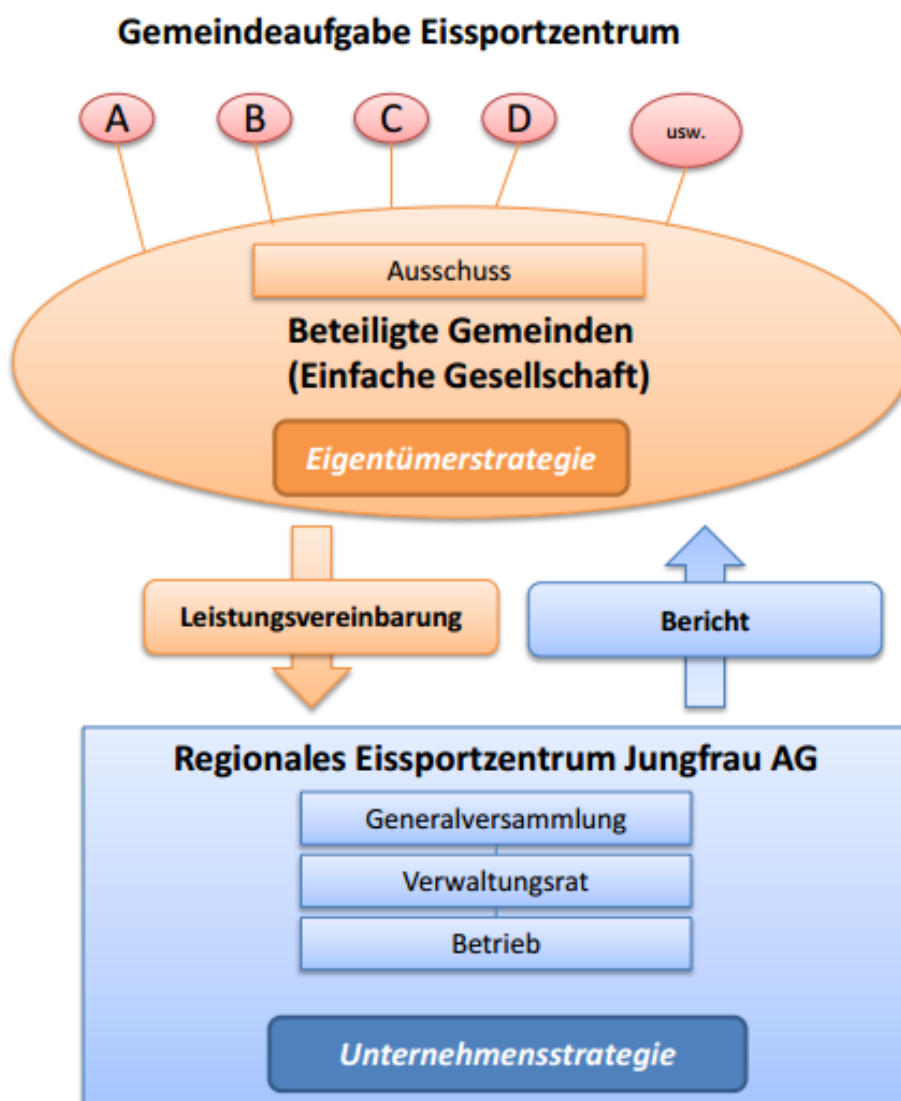 Gemeindeaufgabe Eissportzentrum
A B C D usw.
Ausschuss
Beteiligte Gemeinden
(Einfache Gesellschaft)
Eigentümerstrategie
Leistungsvereinbarung
Bericht
Regionales Eissportzentrum Jungfrau AG
Generalversammlung
Verwaltungsrat
Betrieb
Unternehmensstrategie